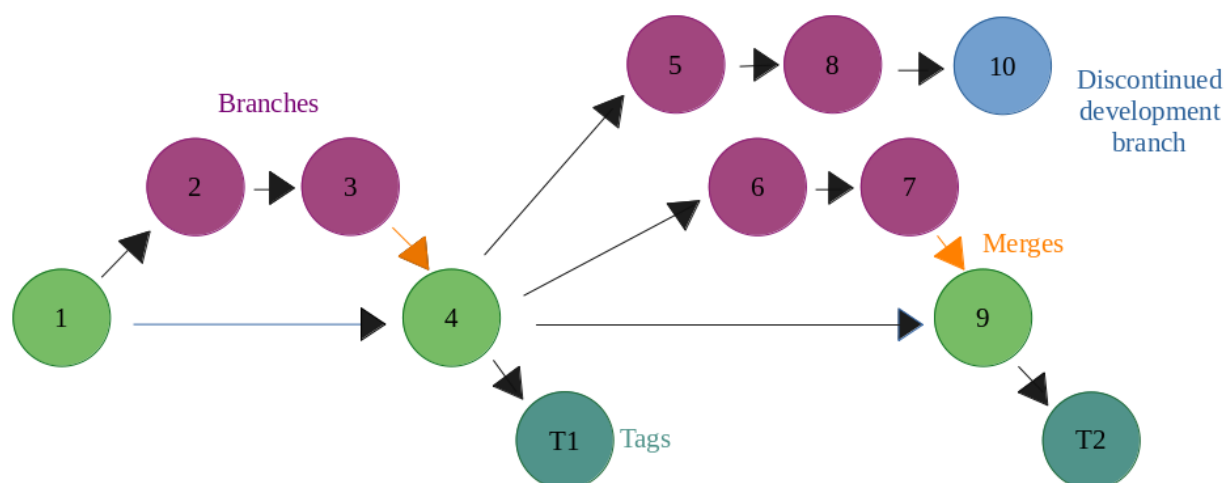 5
8
10
Discontinued
development
branch
Branches
2
3
6
7
Merges
1
4
9
T1
Tags
T2